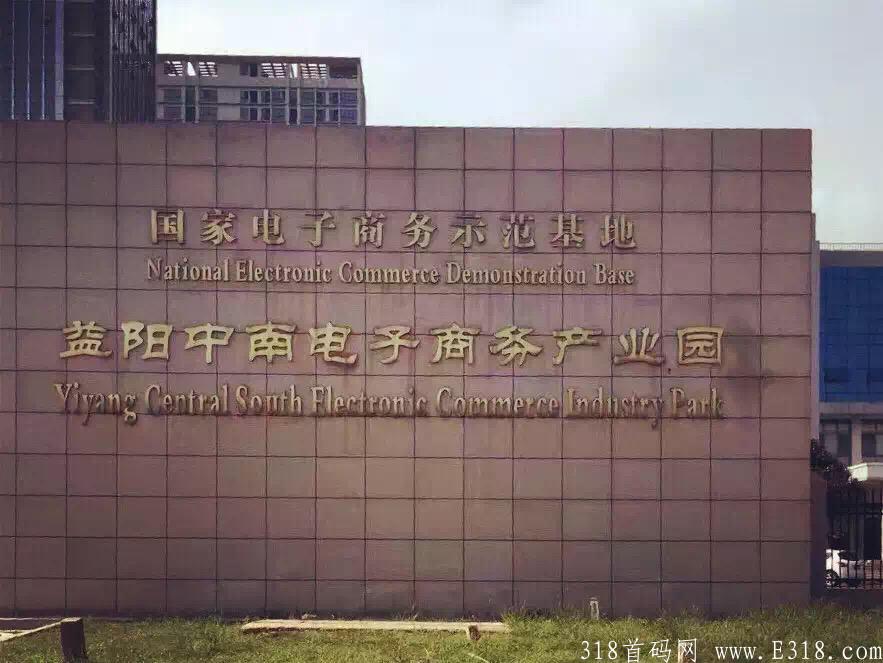 国家电子商务示范基地
National Electronic Commerce Demonstration Base
益阳中南电子商务产业园
Yiyang Central South Electronic Commerce Industry Park
318首码网 www.E318.com